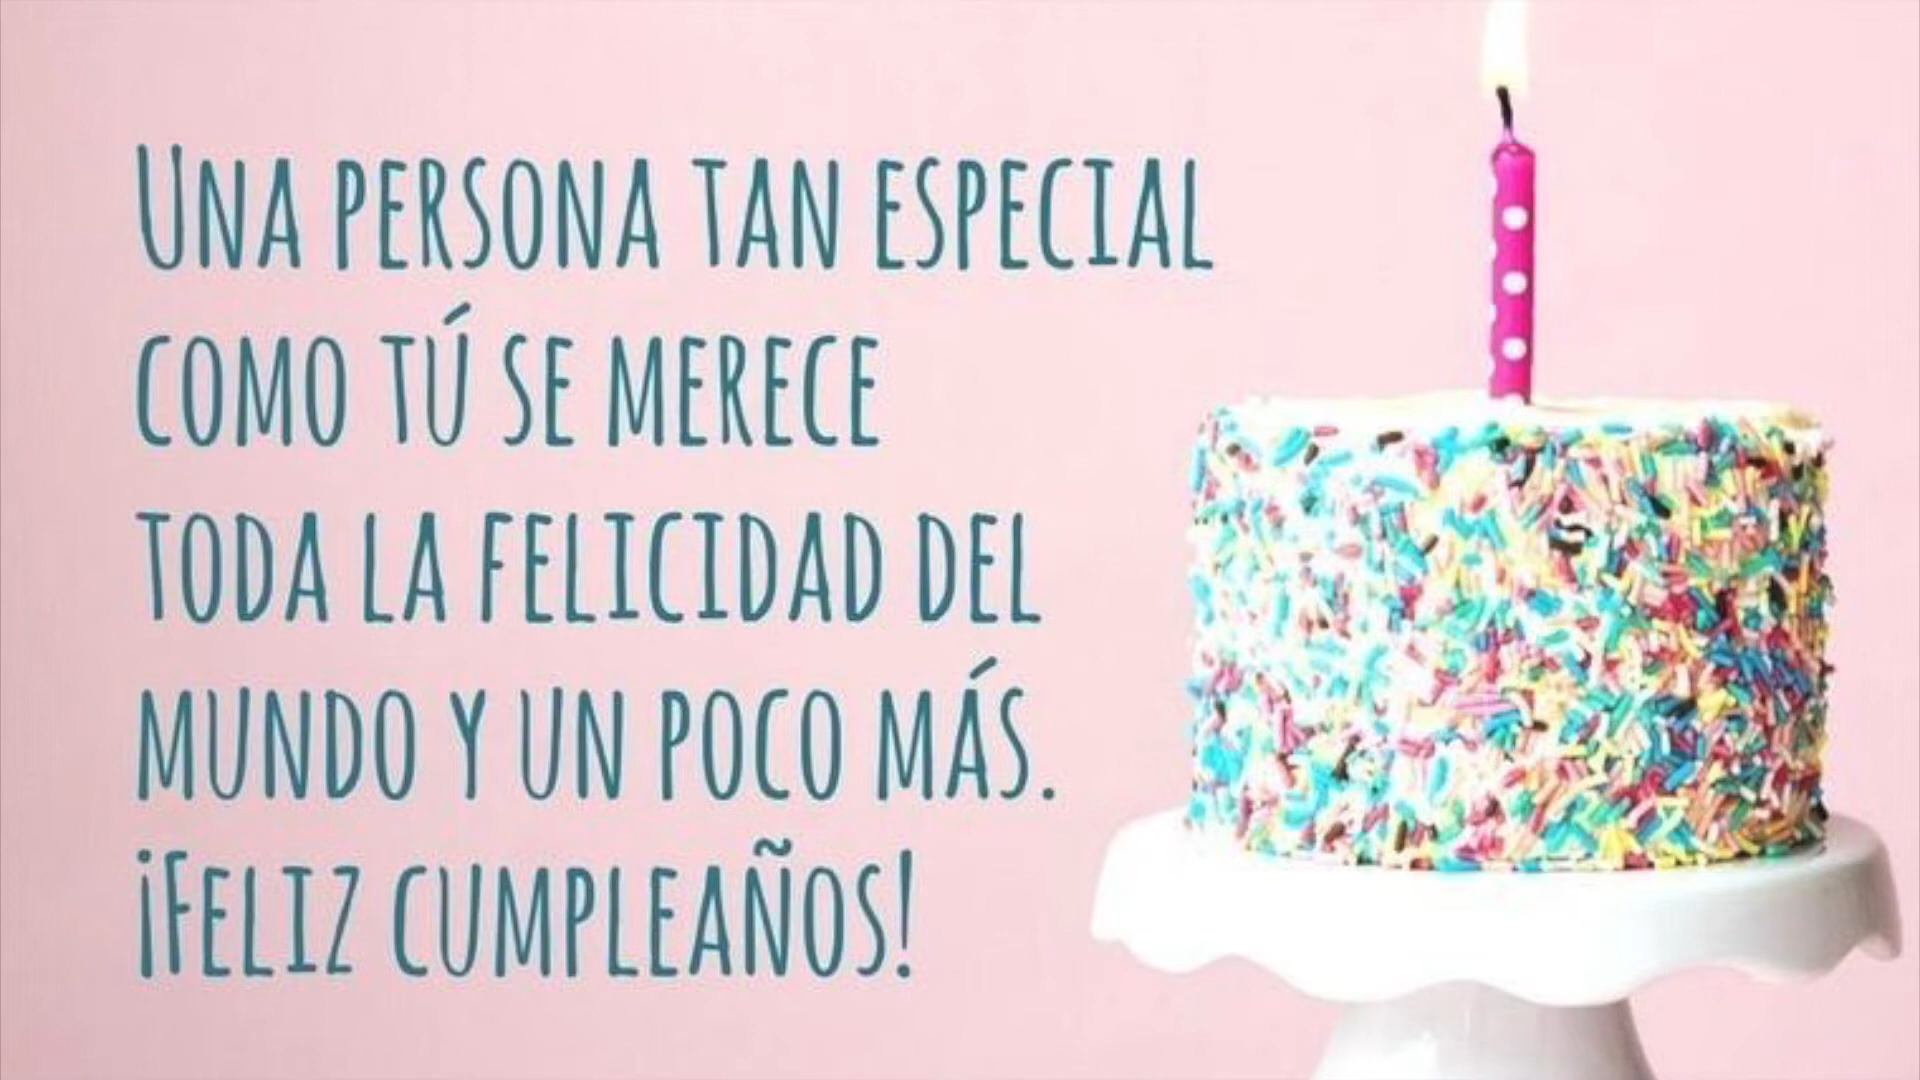 Una persona tan especial
como tú se merece
toda la felicidad del
mundo y un poco más.
¡Feliz cumpleaños!